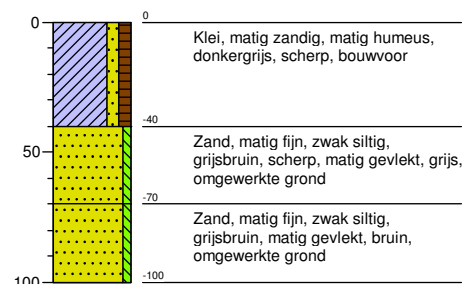 0
0
Klei, matig zandig, matig humeus,
donkergrijs, scherp, bouwvoor
-40
Zand, matig fijn, zwak siltig,
grijsbruin, scherp, matig gevlekt, grijs,
omgewerkte grond
50
-70
Zand, matig fijn, zwak siltig,
grijsbruin, matig gevlekt, bruin,
omgewerkte grond
-100
100